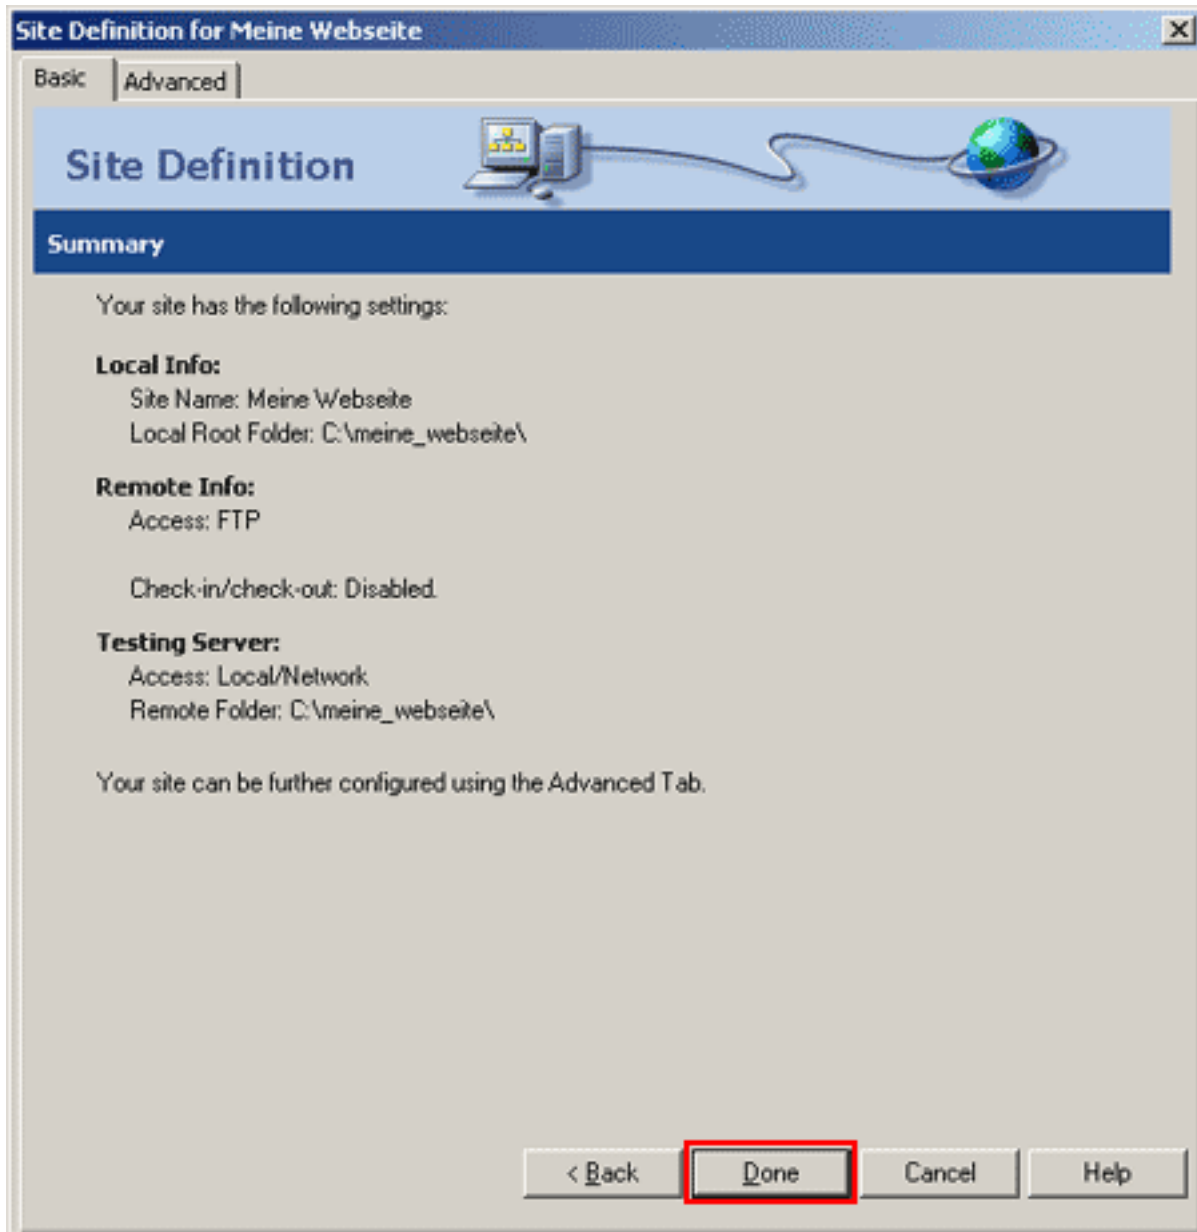 Site Definition for Meine Webseite
Basic
Advanced
Site Definition
Summary
Your site has the following settings:
Local Info:
Site Name: Meine Webseite
Local Root Folder: C:\meine_webseite\
Remote Info:
Access: FTP
Check-in/check-out: Disabled.
Testing Server:
Access: Local/Network
Remote Folder: C:\meine_webseite\
Your site can be further configured using the Advanced Tab.
< Back
Done
Cancel
Help